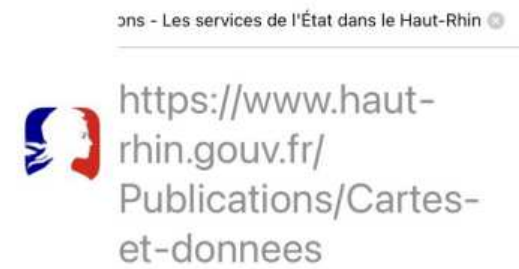 ons - Les services de l'État dans le Haut-Rhin
https://www.haut-
rhin.gouv.fr/
Publications/Cartes-
et-donnees